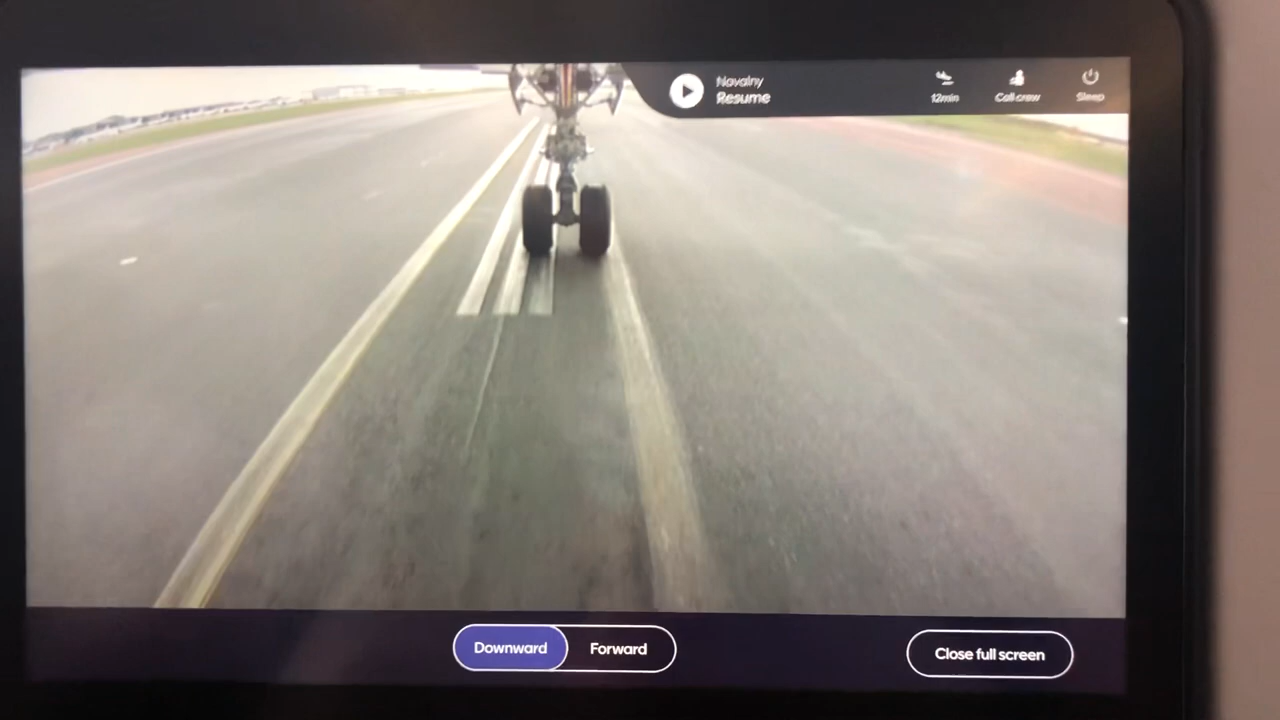 Navalny
Resume
12min
Call crew
Sleep
Downward
Forward
Close full screen